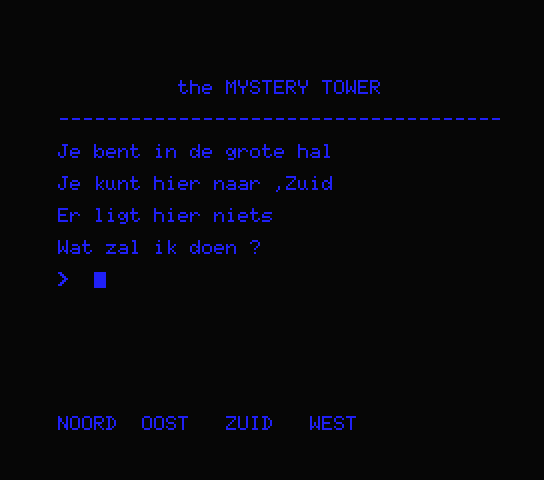 the MYSTERY TOWER
-------------------------------------
Je bent in de grote hal
Je kunt hier naar ,Zuid
Er ligt hier niets
Wat zal ik doen ?
>
NOORD OOST ZUID WEST